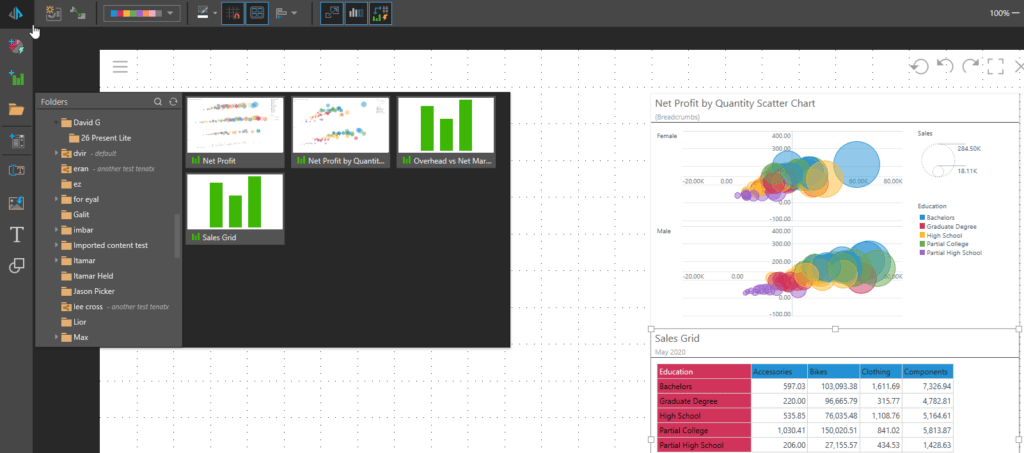 100%
Folders
David G
26 Present Lite
dvir - default
eran - another test tenatx
ez
for eyal
Galit
imbar
Imported content test
Itamar
Itamar Held
Jason Picker
lee cross - another test tenatx
Lior
Max
Net Profit
Net Profit by Quanti...
Overhead vs Net Mar...
Sales Grid
T
Net Profit by Quantity Scatter Chart
(Breadcrumbs)
Female
400.00
300.00
200.00
-20.00K 0.00 60.00K 80.00K
0.00
-100.00
Male
400.00
300.00
200.00
-20.00K 0.00
0.00
-100.00
Sales
284.50K
18.11K
Education
Bachelors
Graduate Degree
High School
Partial College
Partial High School
Sales Grid
May 2020
Education Accessories Bikes Clothing Components
Bachelors 597.03 103,093.38 1,611.69 7,326.94
Graduate Degree 220.00 96,665.79 315.77 4,782.81
High School 535.85 76,035.48 1,108.76 5,164.61
Partial College 1,030.41 150,020.51 841.02 5,813.87
Partial High School 206.00 27,155.57 434.53 1,428.63